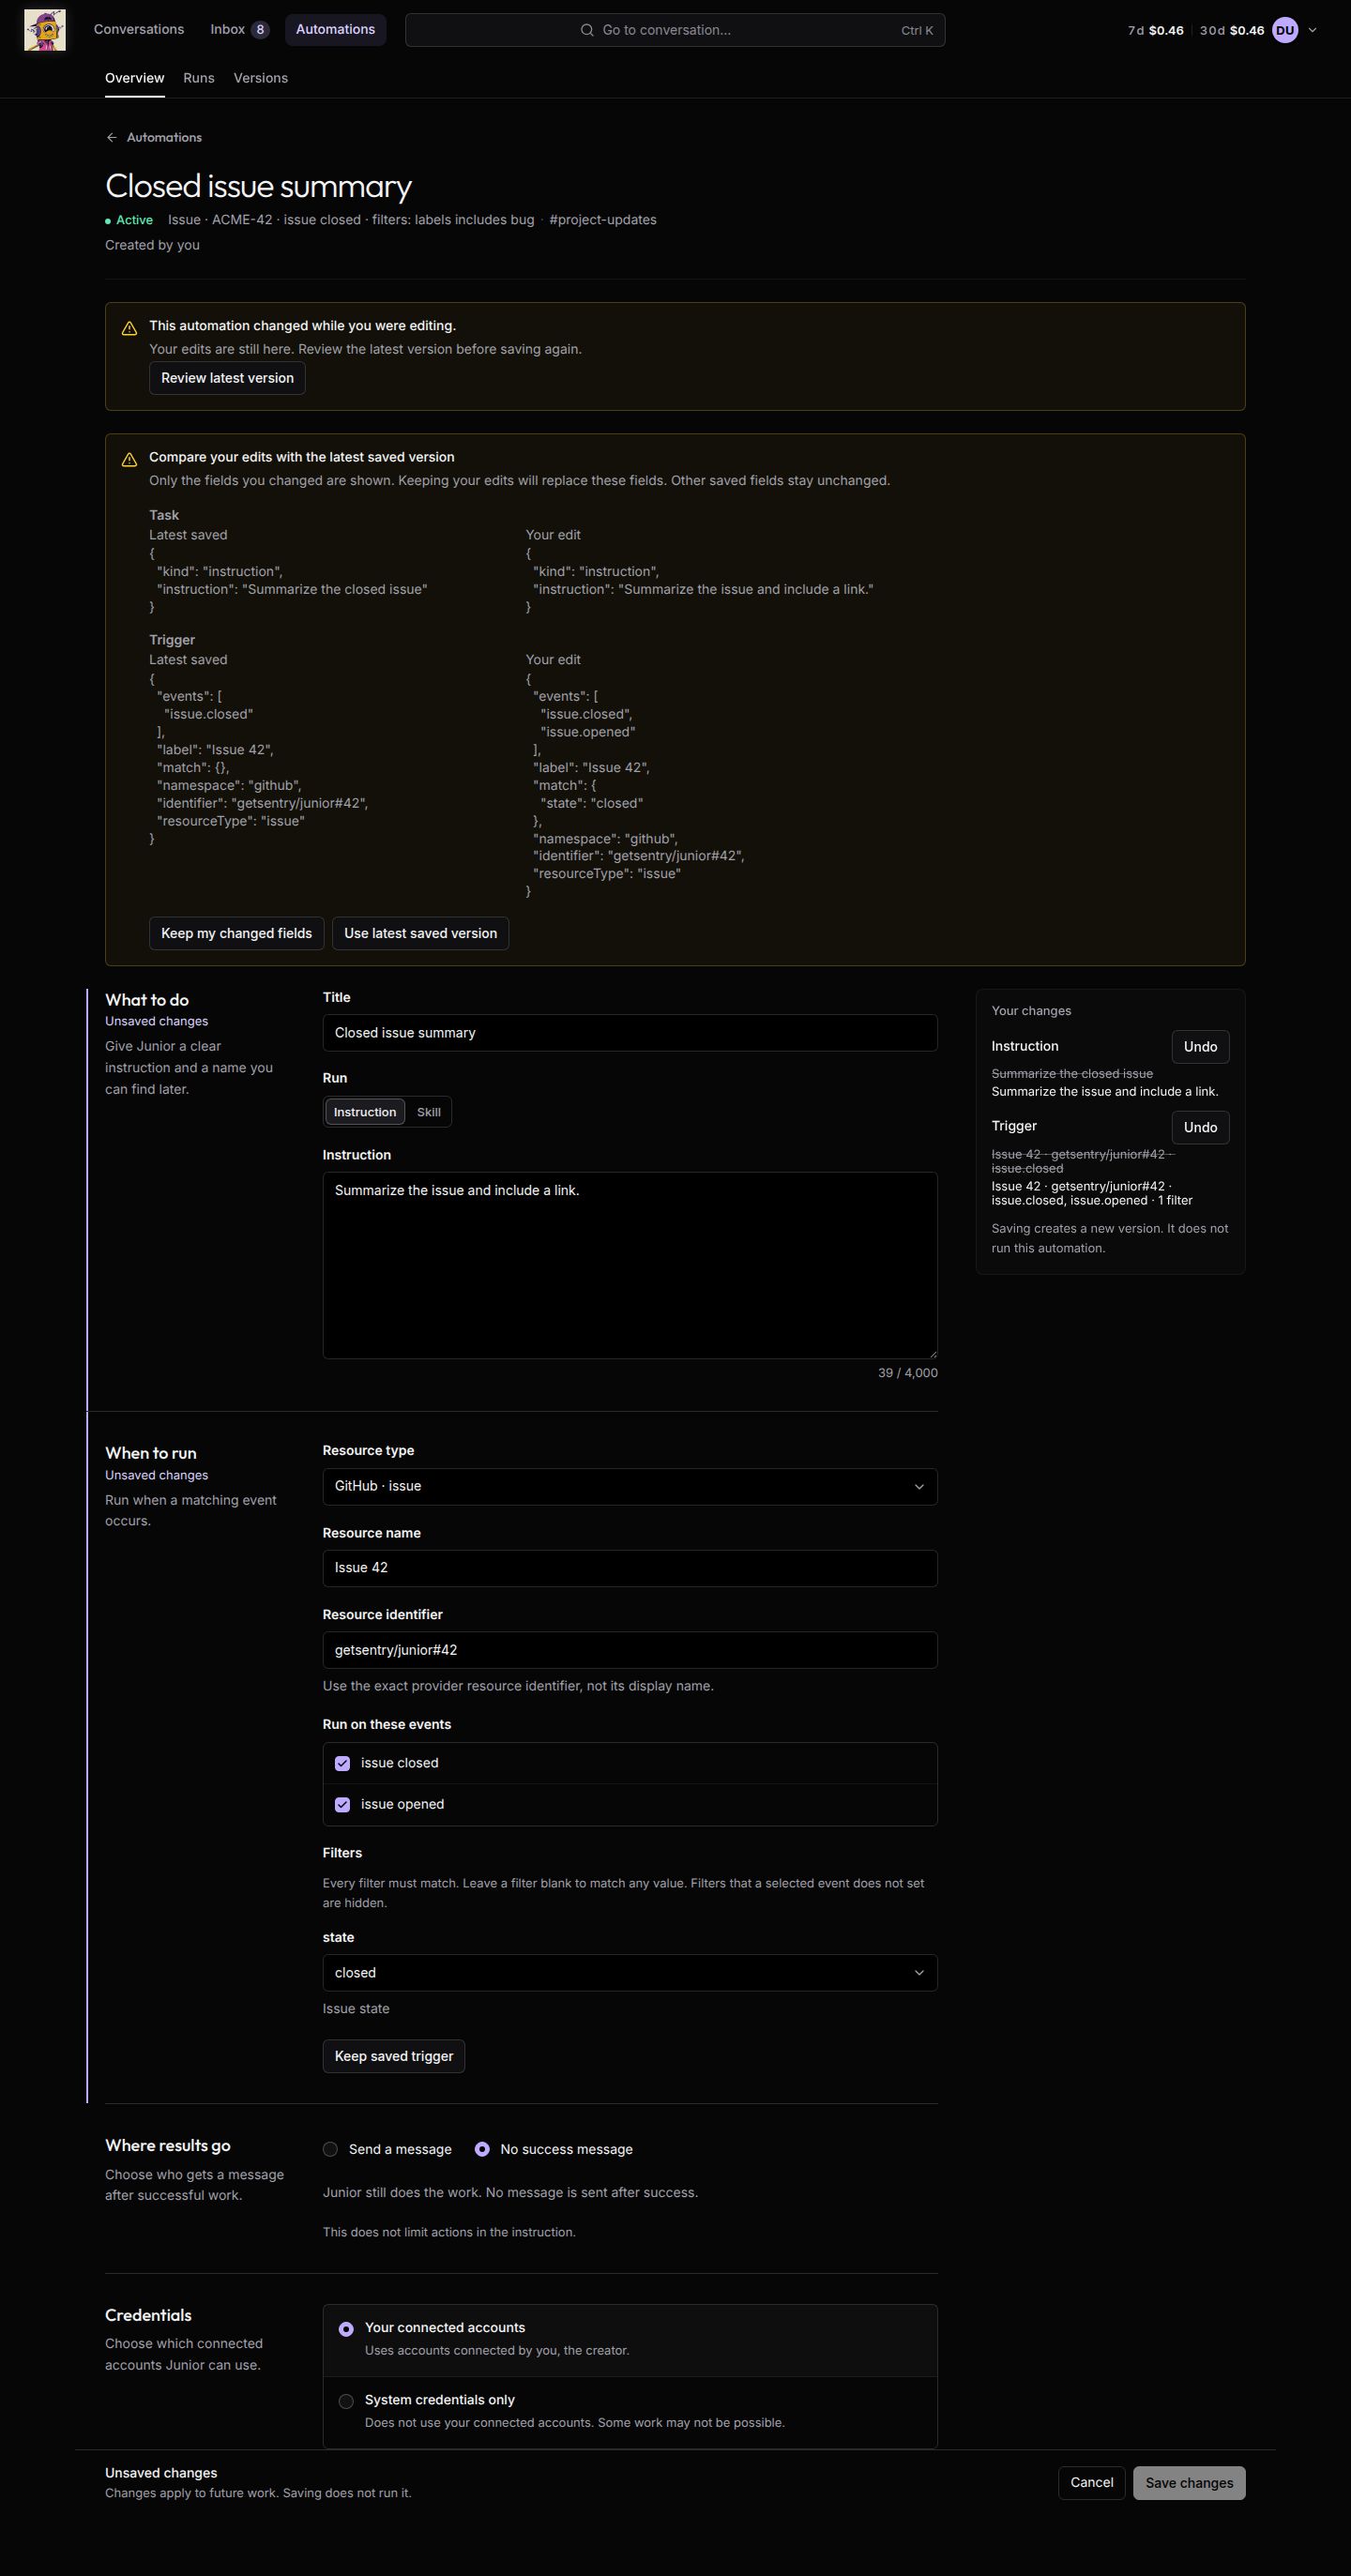 Conversations
Inbox 8
Automations
Go to conversation...
Ctrl K
7d $0.46
30d $0.46
DU
Overview
Runs
Versions
Automations
Closed issue summary
Active
Issue · ACME-42 · issue closed · filters: labels includes bug · #project-updates
Created by you
This automation changed while you were editing.
Your edits are still here. Review the latest version before saving again.
Review latest version
Compare your edits with the latest saved version
Only the fields you changed are shown. Keeping your edits will replace these fields. Other saved fields stay unchanged.
Task
Latest saved
{
"kind": "instruction",
"instruction": "Summarize the closed issue"
}
Your edit
{
"kind": "instruction",
"instruction": "Summarize the issue and include a link."
}
Trigger
Latest saved
{
"events": [
"issue.closed"
],
"label": "Issue 42",
"match": {},
"namespace": "github",
"identifier": "getsentry/junior#42",
"resourceType": "issue"
}
Your edit
{
"events": [
"issue.closed",
"issue.opened"
],
"label": "Issue 42",
"match": {
"state": "closed"
},
"namespace": "github",
"identifier": "getsentry/junior#42",
"resourceType": "issue"
}
Keep my changed fields
Use latest saved version
What to do
Unsaved changes
Give Junior a clear
instruction and a name you
can find later.
Title
Closed issue summary
Run
Instruction
Skill
Instruction
Summarize the issue and include a link.
39 / 4,000
Your changes
Instruction
Undo
Summarize the closed issue
Summarize the issue and include a link.
Trigger
Undo
Issue 42 · getsentry/junior#42 ·
issue.closed
Issue 42 · getsentry/junior#42 ·
issue.closed, issue.opened · 1 filter
Saving creates a new version. It does not
run this automation.
When to run
Unsaved changes
Run when a matching event
occurs.
Resource type
GitHub · issue
Resource name
Issue 42
Resource identifier
getsentry/junior#42
Use the exact provider resource identifier, not its display name.
Run on these events
issue closed
issue opened
Filters
Every filter must match. Leave a filter blank to match any value. Filters that a selected event does not set
are hidden.
state
closed
Issue state
Keep saved trigger
Where results go
Choose who gets a message
after successful work.
Send a message
No success message
Junior still does the work. No message is sent after success.
This does not limit actions in the instruction.
Credentials
Choose which connected
accounts Junior can use.
Your connected accounts
Uses accounts connected by you, the creator.
System credentials only
Does not use your connected accounts. Some work may not be possible.
Unsaved changes
Changes apply to future work. Saving does not run it.
Cancel
Save changes